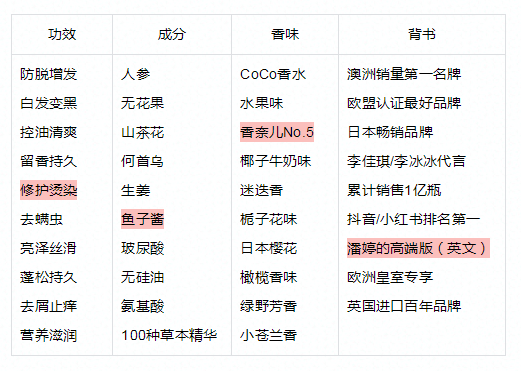 功效 成分 香味 背书
防脱增发 人参 CoCo香水 澳洲销量第一名牌
白发变黑 无花果 水果味 欧盟认证最好品牌
控油清爽 山茶花 香奈儿No.5 日本畅销品牌
留香持久 何首乌 椰子牛奶味 李佳琪/李冰冰代言
修护烫染 生姜 迷迭香 累计销售1亿瓶
去螨虫 鱼子酱 栀子花味 抖音/小红书排名第一
亮泽丝滑 玻尿酸 日本樱花 潘婷的高端版（英文）
蓬松持久 无硅油 橄榄香味 欧洲皇室专享
去屑止痒 氨基酸 绿野芳香 英国进口百年品牌
营养滋润 100种草本精华 小苍兰香